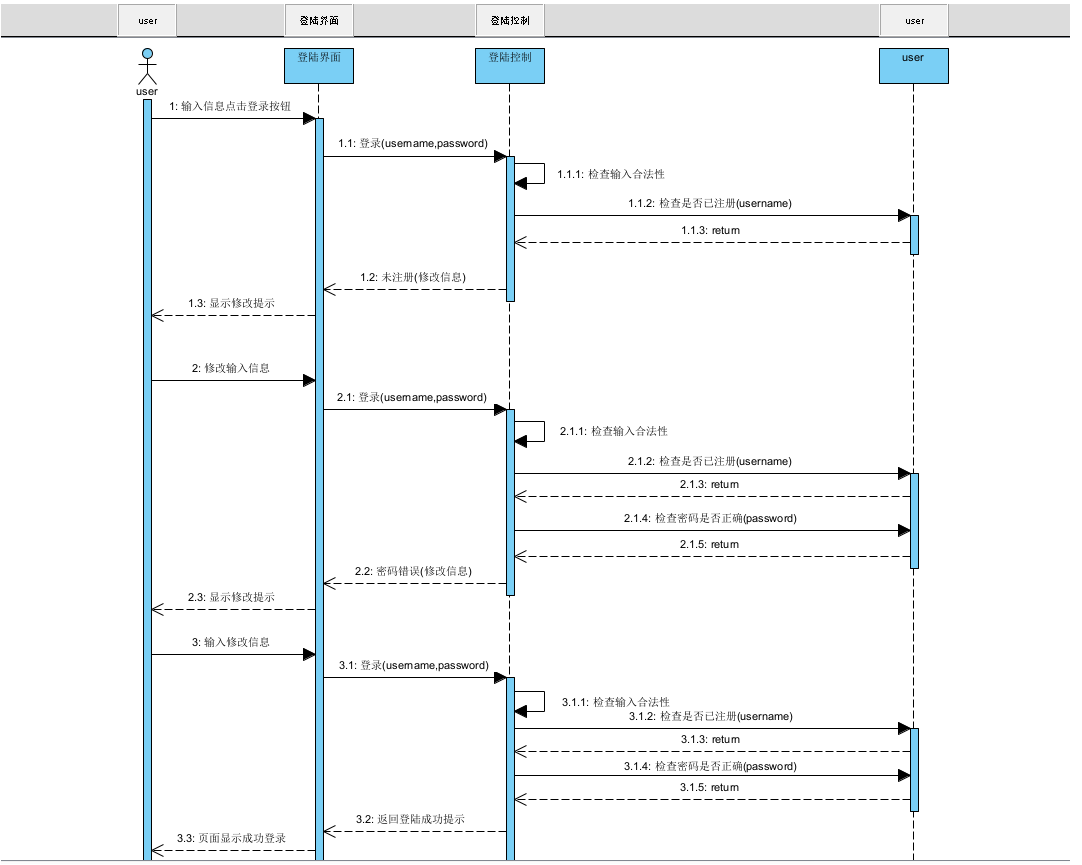 user
登陆界面
登陆控制
user
登陆界面
登陆控制
user
user
1: 输入信息点击登录按钮
1.1: 登录(username,password)
1.1.1: 检查输入合法性
1.1.2: 检查是否已注册(username)
1.1.3: return
1.2: 未注册(修改信息)
1.3: 显示修改提示
2: 修改输入信息
2.1: 登录(username,password)
2.1.1: 检查输入合法性
2.1.2: 检查是否已注册(username)
2.1.3: return
2.1.4: 检查密码是否正确(password)
2.1.5: return
2.2: 密码错误(修改信息)
2.3: 显示修改提示
3: 输入修改信息
3.1: 登录(username,password)
3.1.1: 检查输入合法性
3.1.2: 检查是否已注册(username)
3.1.3: return
3.1.4: 检查密码是否正确(password)
3.1.5: return
3.2: 返回登陆成功提示
3.3: 页面显示成功登录